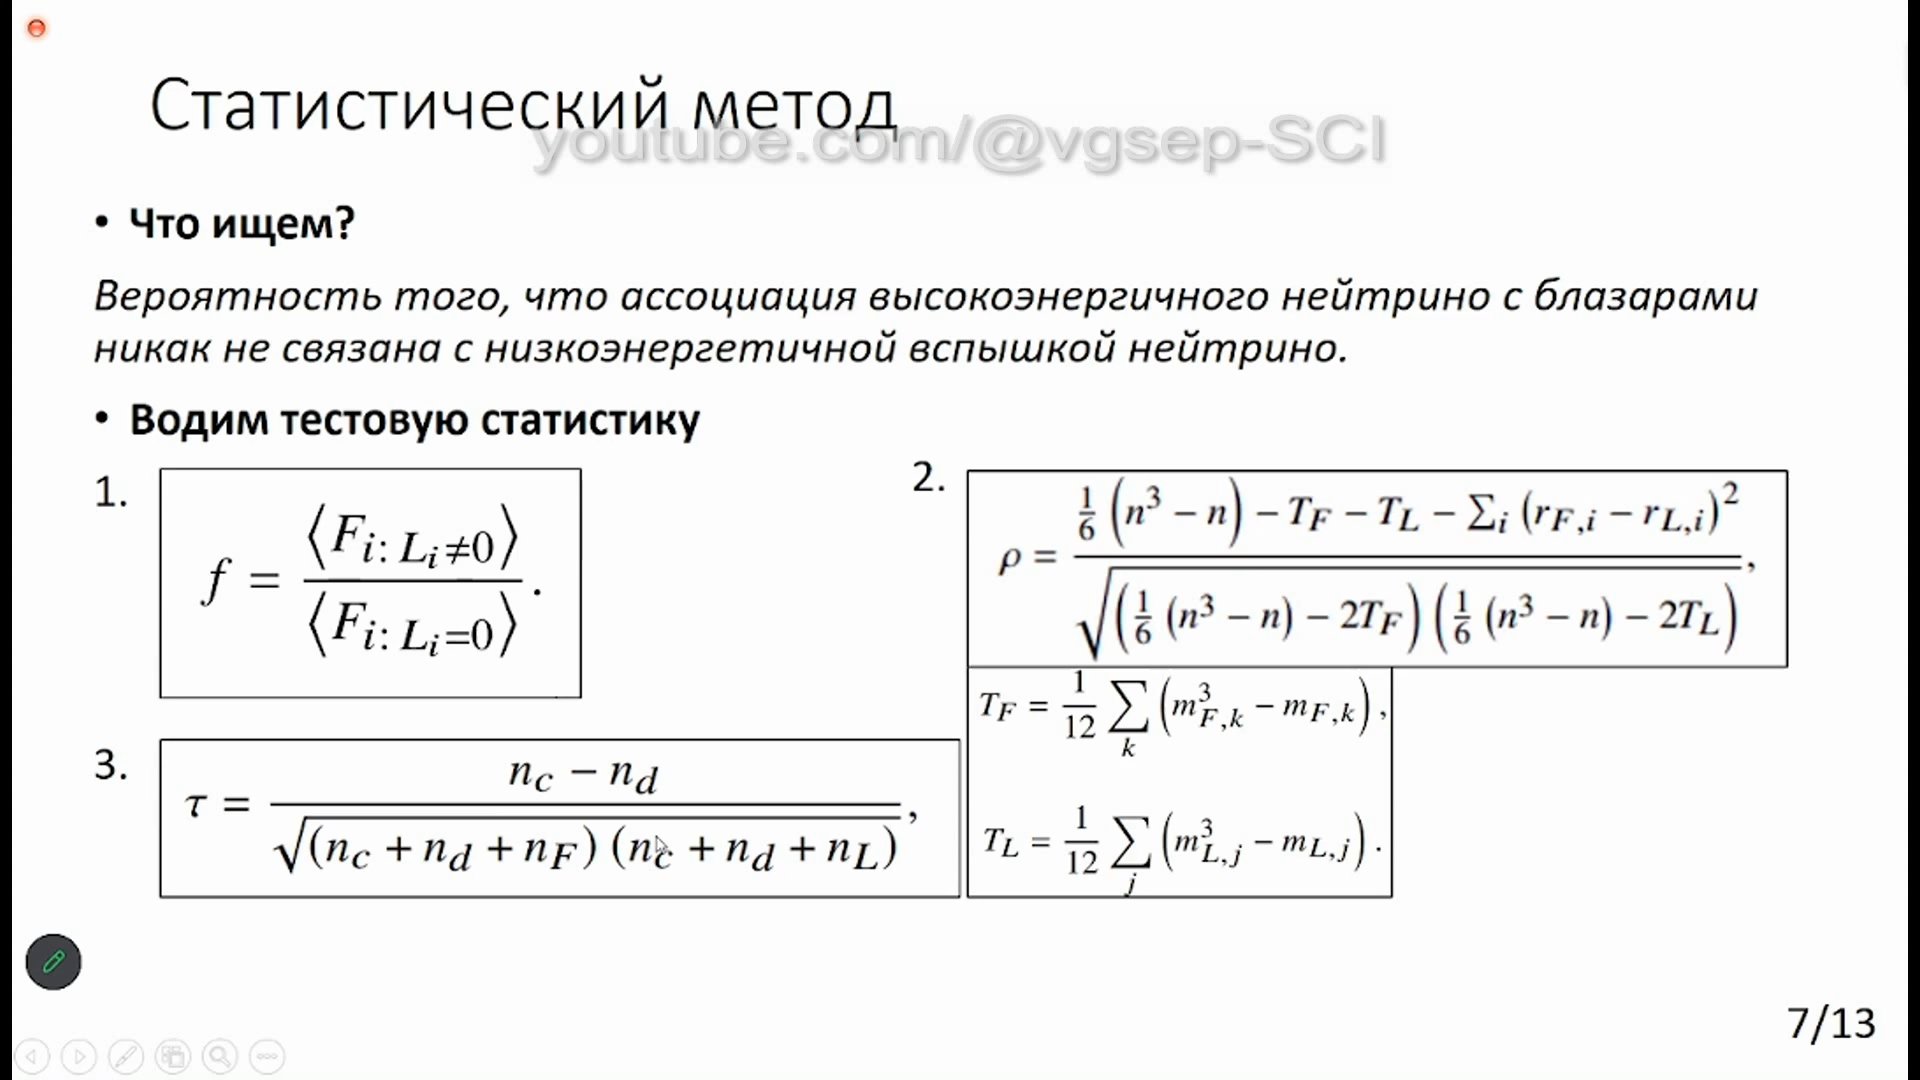 Статистический метод
youtube.com/@vgsep-SCI
• Что ищем?
Вероятность того, что ассоциация высокоэнергичного нейтрино с блазарами
никак не связана с низкоэнергетичной вспышкой нейтрино.
• Водим тестовую статистику
1.
f = ⟨F_{i: L_i≠0}⟩ / ⟨F_{i: L_i=0}⟩ .
2.
ρ = (1/6 (n³ − n) − T_F − T_L − Σ_i (r_{F,i} − r_{L,i})²) / √((1/6 (n³ − n) − 2T_F) (1/6 (n³ − n) − 2T_L)) ,
T_F = 1/12 Σ_k (m³_{F,k} − m_{F,k}) ,
T_L = 1/12 Σ_j (m³_{L,j} − m_{L,j}) .
3.
τ = (n_c − n_d) / √((n_c + n_d + n_F) (n_c + n_d + n_L)) ,
7/13